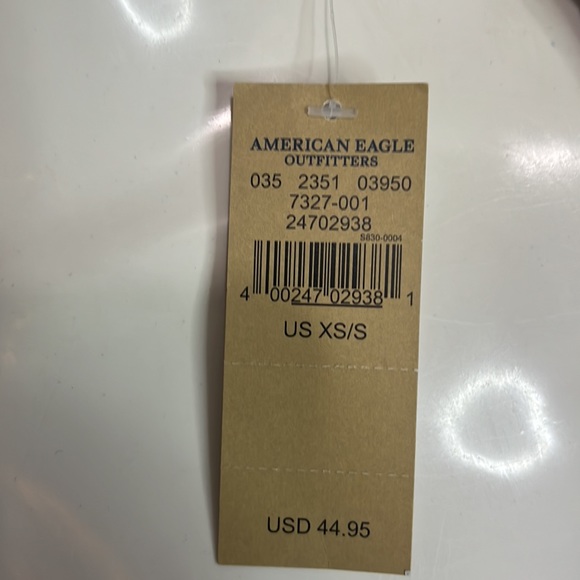 AMERICAN EAGLE
OUTFITTERS
035 2351 03950
7327-001
24702938
S830-0004
4 00247 02938 1
US XS/S
USD 44.95